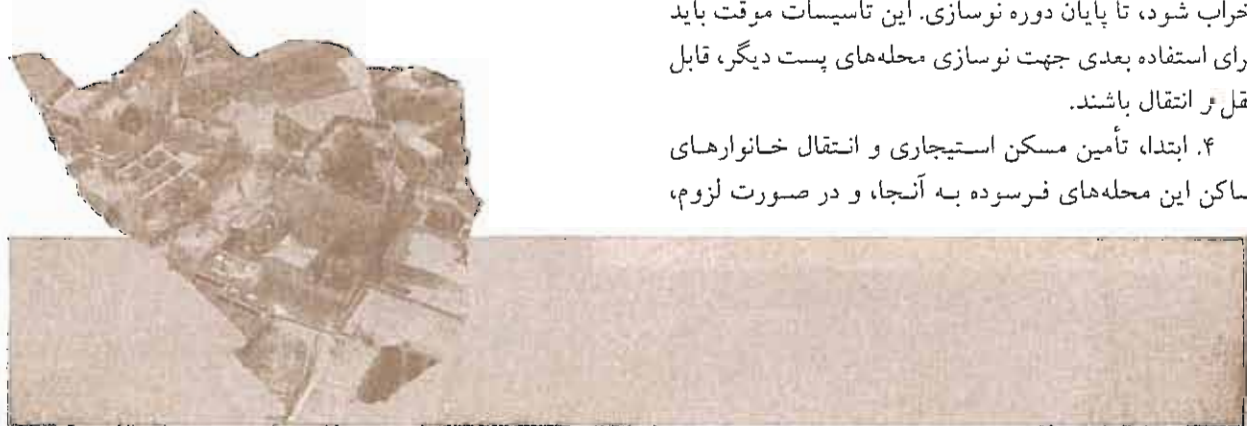 خراب شود، تا پایان دوره نوسازی. این تأسیسات موقت باید
رای استفاده بعدی جهت نوسازی محله‌های پست دیگر، قابل
قل و انتقال باشند.
۴. ابتدا، تأمین مسکن استیجاری و انتقال خانوارهای
ساکن این محله‌های فرسوده به آنجا، و در صورت لزوم،